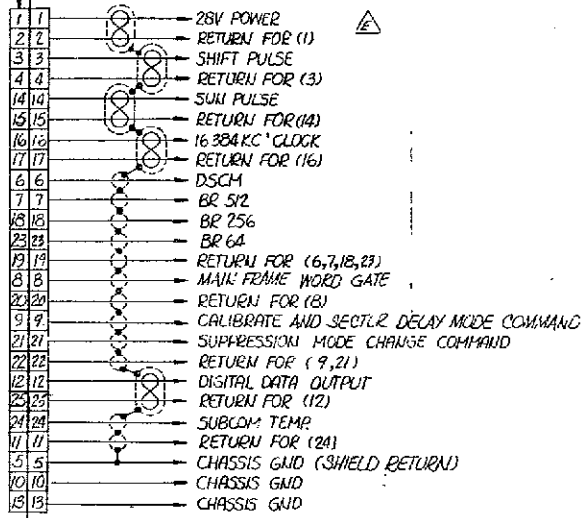 1 1 28V POWER
E
2 2 RETURN FOR (1)
3 3 SHIFT PULSE
4 4 RETURN FOR (3)
14 14 SUN PULSE
15 15 RETURN FOR (14)
16 16 16 384 KC CLOCK
17 17 RETURN FOR (16)
6 6 DSCM
7 7 BR 512
18 18 BR 256
23 23 BR 64
19 19 RETURN FOR (6,7,18,23)
8 8 MAIN FRAME WORD GATE
20 20 RETURN FOR (8)
9 9 CALIBRATE AND SECTLR DELAY MODE COMMAND
21 21 SUPPRESSION MODE CHANGE COMMAND
22 22 RETURN FOR (9,21)
12 12 DIGITAL DATA OUTPUT
25 25 RETURN FOR (12)
24 24 SUBCOM TEMP.
11 11 RETURN FOR (24)
5 5 CHASSIS GND (SHIELD RETURN)
10 10 CHASSIS GND
13 13 CHASSIS GND